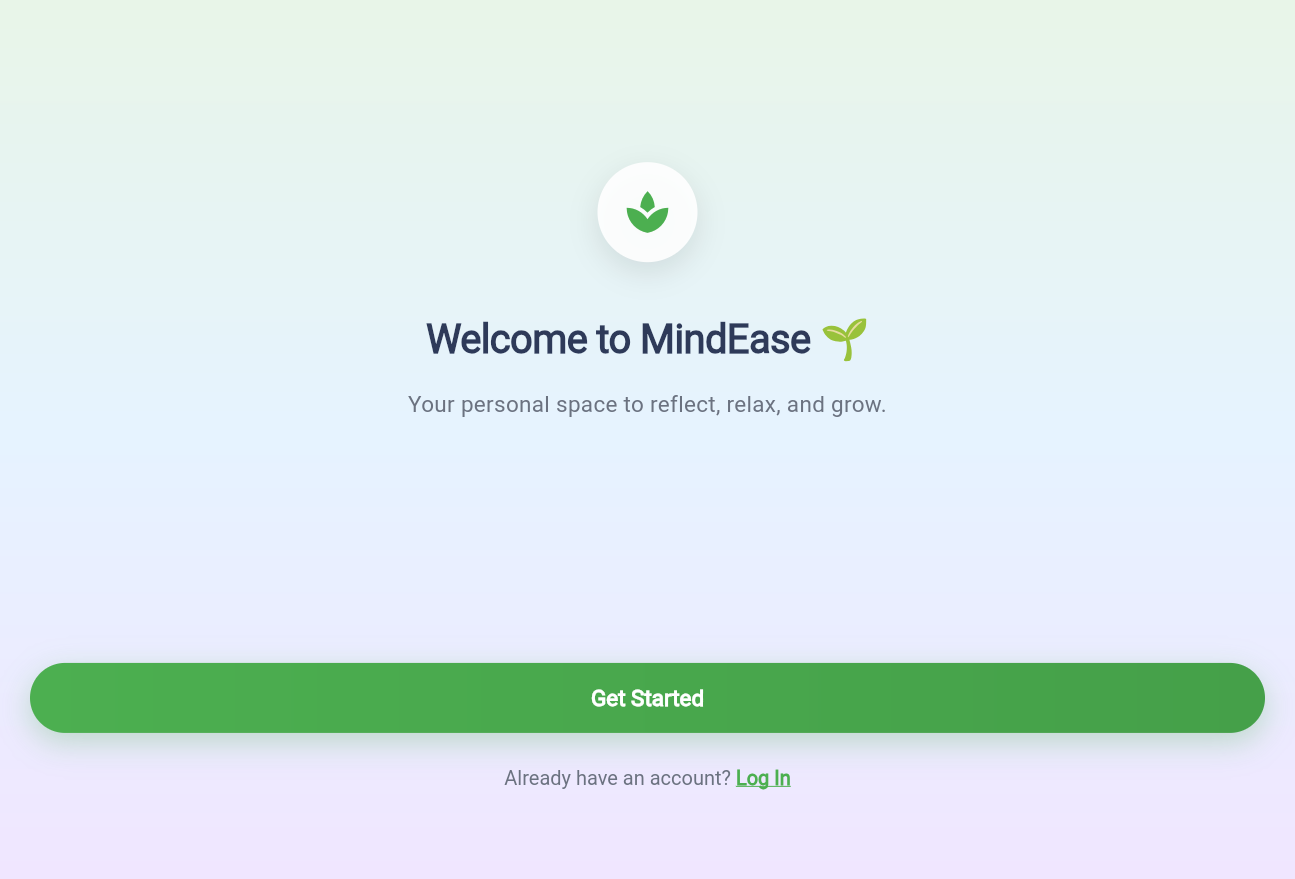 Welcome to MindEase 🌱
Your personal space to reflect, relax, and grow.
Get Started
Already have an account? Log In